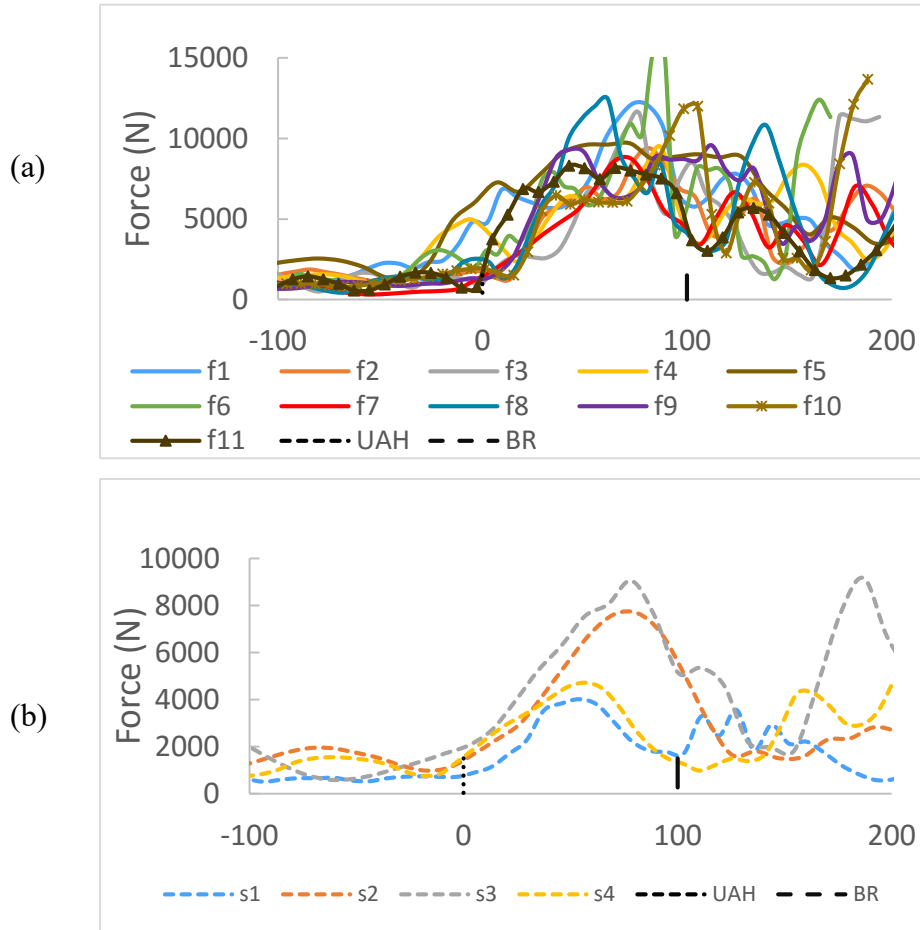 (a)
Force (N)
15000
10000
5000
0
-100 0 100 200
f1 f2 f3 f4 f5
f6 f7 f8 f9 f10
f11 UAH BR
(b)
Force (N)
10000
8000
6000
4000
2000
0
-100 0 100 200
s1 s2 s3 s4 UAH BR